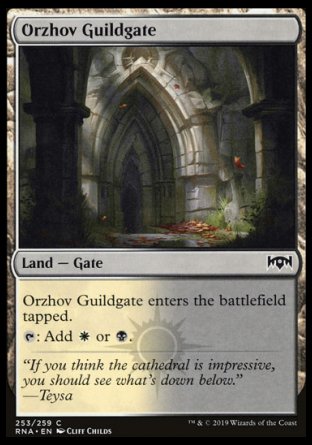 Orzhov Guildgate
Land — Gate
Orzhov Guildgate enters the battlefield
tapped.
: Add or .
“If you think the cathedral is impressive,
you should see what’s down below.”
—Teysa
253/259 C
RNA • EN Cliff Childs
™ & © 2019 Wizards of the Coast